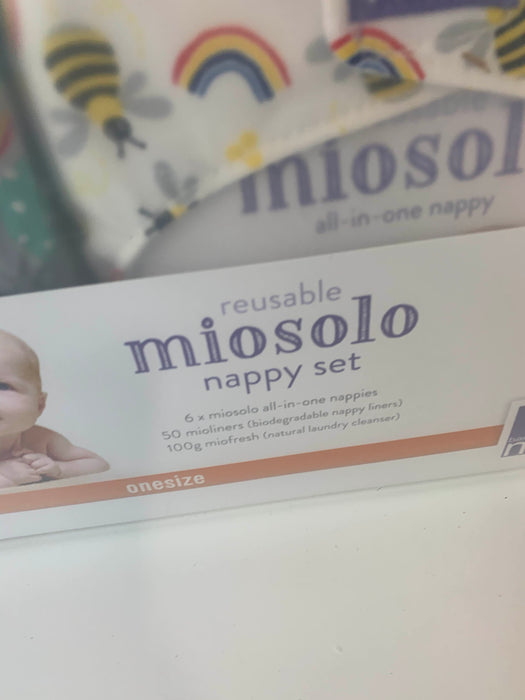 miosol
all-in-one nappy
reusable
miosolo
nappy set
6 x miosolo all-in-one nappies
50 mioliners (biodegradable nappy liners)
100g miofresh (natural laundry cleanser)
onesize